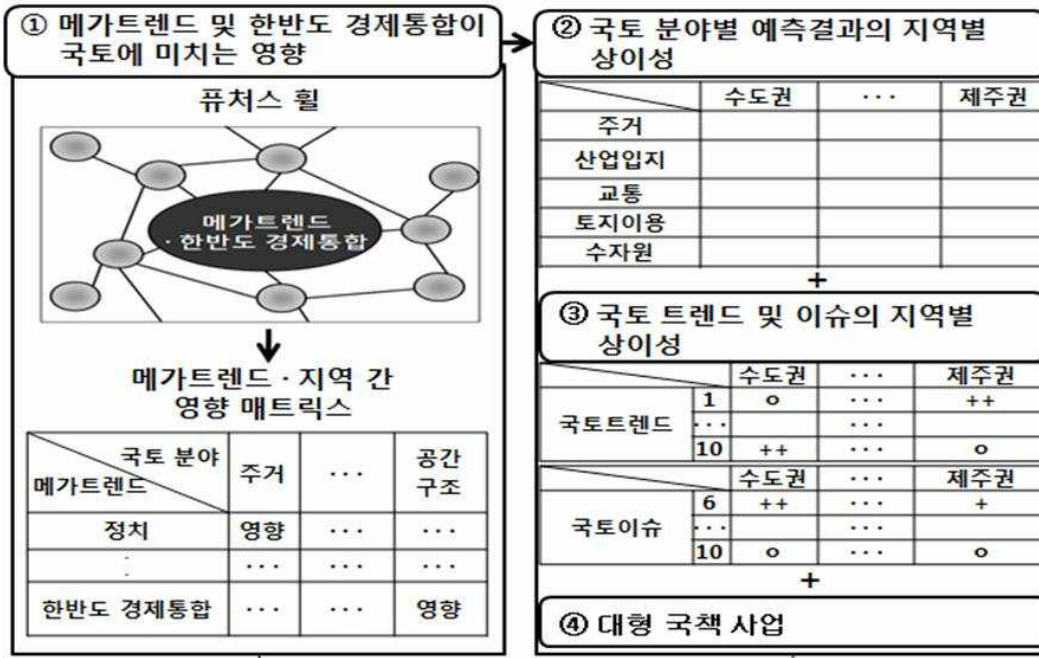 ① 메가트렌드 및 한반도 경제통합이
국토에 미치는 영향
퓨처스 휠
메가트렌드
· 한반도 경제통합
메가트렌드 · 지역 간
영향 매트릭스
국토 분야
메가트렌드
주거 ··· 공간
구조
정치 영향 ··· ···
⋮ ··· ··· ···
한반도 경제통합 ··· ··· 영향
② 국토 분야별 예측결과의 지역별
상이성
수도권 ··· 제주권
주거
산업입지
교통
토지이용
수자원
+
③ 국토 트렌드 및 이슈의 지역별
상이성
수도권 ··· 제주권
국토트렌드
1 o ··· ++
··· ···
10 ++ ··· o
수도권 ··· 제주권
국토이슈
6 ++ ··· +
··· ···
10 o ··· o
+
④ 대형 국책 사업